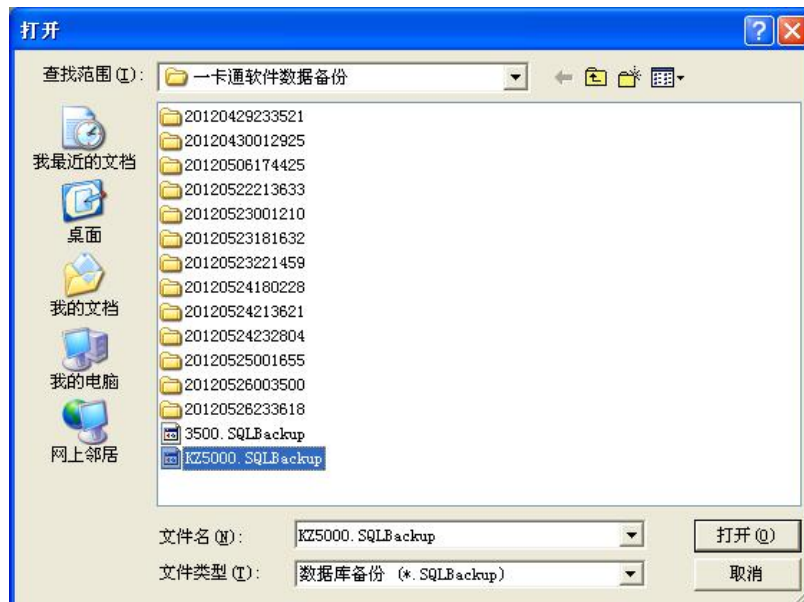 打开
查找范围(I):
一卡通软件数据备份
我最近的文档
桌面
我的文档
我的电脑
网上邻居
20120429233521
20120430012925
20120506174425
20120522213633
20120523001210
20120523181632
20120523221459
20120524180228
20120524213621
20120524232804
20120525001655
20120526003500
20120526233618
3500.SQLBackup
KZ5000.SQLBackup
文件名(N): KZ5000.SQLBackup 打开(O)
文件类型(T): 数据库备份 (*.SQLBackup) 取消